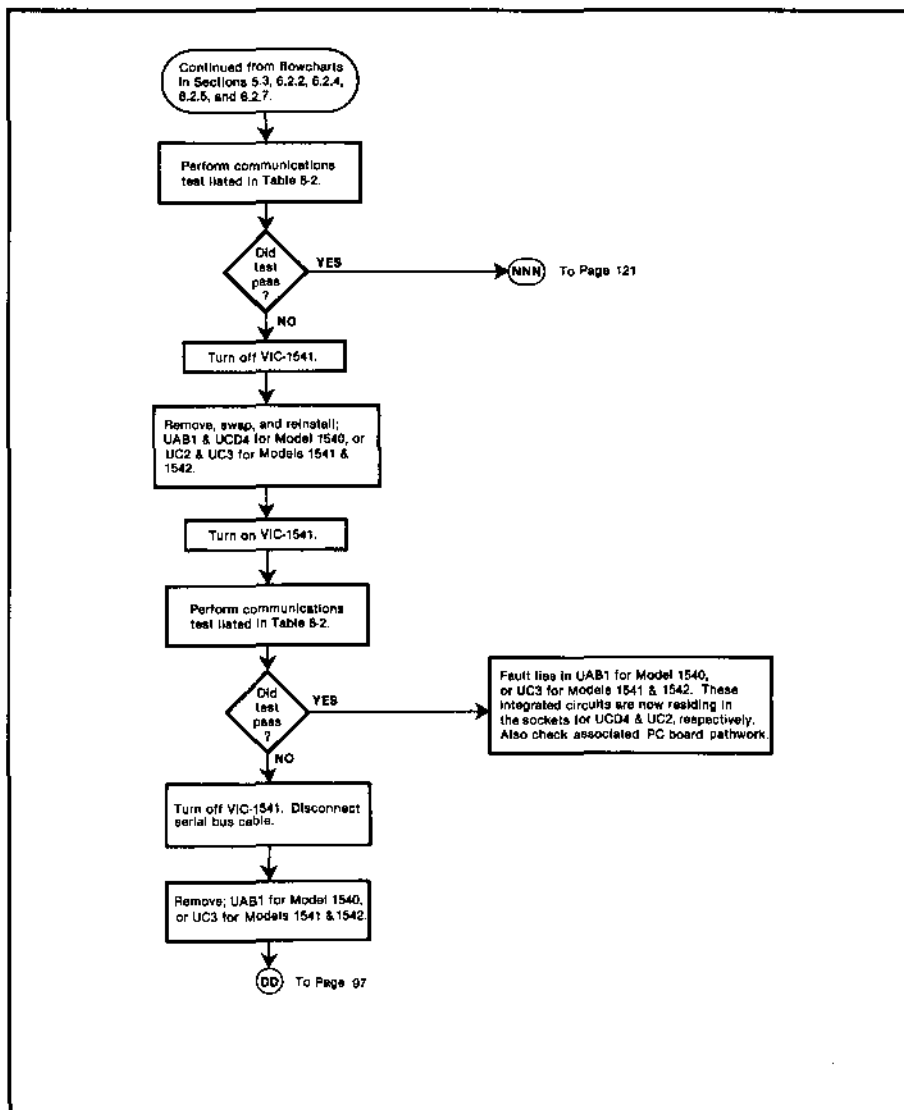 Continued from flowcharts
in Sections 5.3, 6.2.2, 6.2.4,
6.2.5, and 6.2.7.
Perform communications
test listed in Table 6-2.
Did
test
pass
?
YES
NNN To Page 121
NO
Turn off VIC-1541.
Remove, swap, and reinstall;
UAB1 & UCD4 for Model 1540, or
UC2 & UC3 for Models 1541 &
1542.
Turn on VIC-1541.
Perform communications
test listed in Table 6-2.
Did
test
pass
?
YES
Fault lies in UAB1 for Model 1540,
or UC3 for Models 1541 & 1542. These
integrated circuits are now residing in
the sockets for UCD4 & UC2, respectively.
Also check associated PC board pathwork.
NO
Turn off VIC-1541. Disconnect
serial bus cable.
Remove; UAB1 for Model 1540,
or UC3 for Models 1541 & 1542.
DD To Page 97